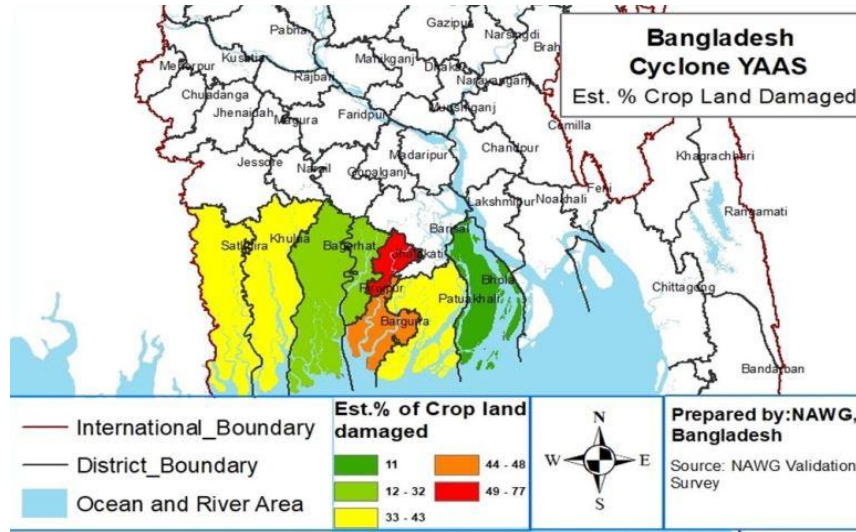 Bangladesh
Cyclone YAAS
Est. % Crop Land Damaged
Pabna
Gazipur
Narsingdi
Brah
Kushtia
Meherpur
Manikganj
Dhaka
Rajbari
Narayanganj
Chuadanga
Jhenaidah
Magura
Faridpur
Munshiganj
Comilla
Khagrachhari
Jessore
Narail
Madaripur
Gopalganj
Chandpur
Feni
Lakshmipur
Noakhali
Rangamati
Satkhira
Khulna
Bagerhat
Barisal
Jhalokati
Pirojpur
Bhola
Patuakhali
Barguna
Chittagong
Bandarban
International_Boundary
District_Boundary
Ocean and River Area
Est.% of Crop land
damaged
11
44 - 48
12 - 32
49 - 77
33 - 43
N
W
E
S
Prepared by:NAWG,
Bangladesh
Source: NAWG Validation
Survey